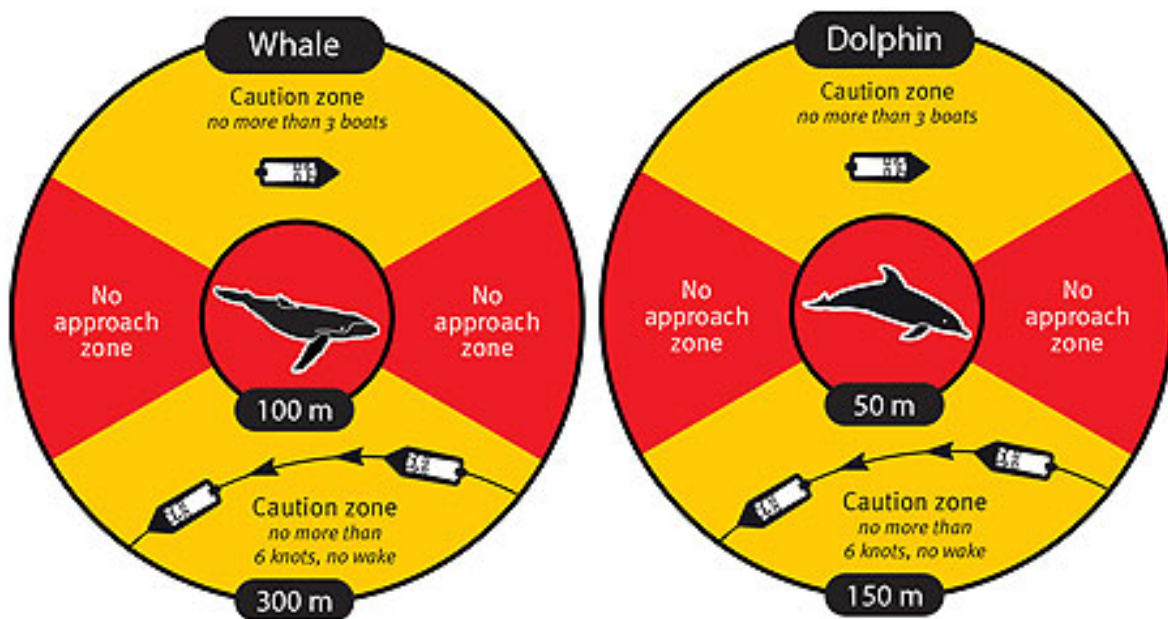 Whale
Caution zone
no more than 3 boats
No
approach
zone
No
approach
zone
100 m
Caution zone
no more than
6 knots, no wake
300 m
Dolphin
Caution zone
no more than 3 boats
No
approach
zone
No
approach
zone
50 m
Caution zone
no more than
6 knots, no wake
150 m